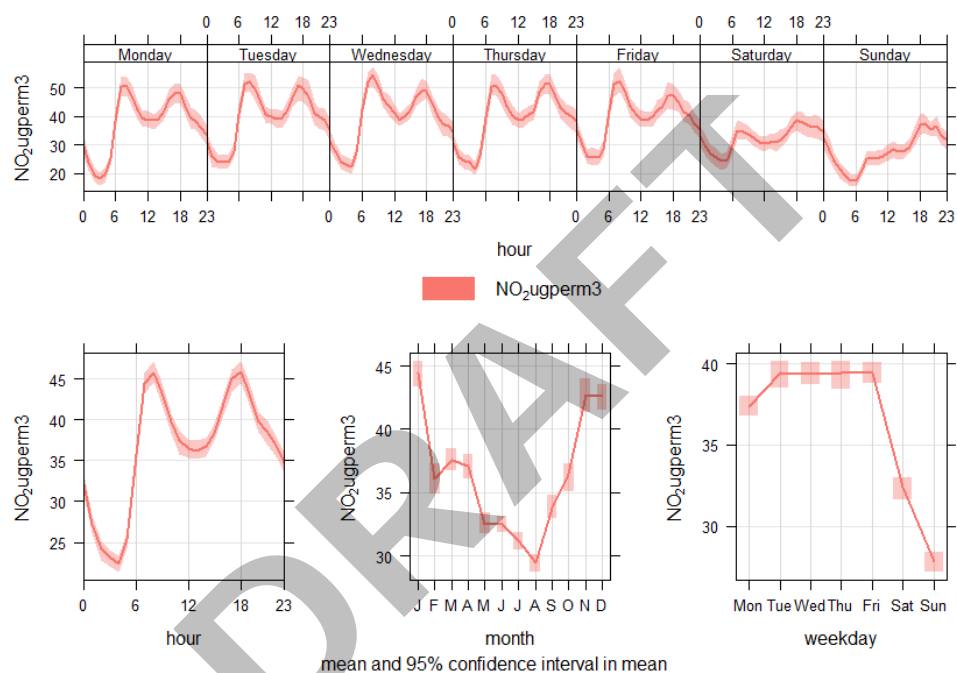 0 6 12 18 23 0 6 12 18 23 0 6 12 18 23
Monday Tuesday Wednesday Thursday Friday Saturday Sunday
NO2ugperm3
50
40
30
20
0 6 12 18 23 0 6 12 18 23 0 6 12 18 23 0 6 12 18 23
hour
NO2ugperm3
NO2ugperm3
45
40
35
30
25
0 6 12 18 23
hour
NO2ugperm3
45
40
35
30
J F M A M J J A S O N D
month
NO2ugperm3
40
35
30
Mon Tue Wed Thu Fri Sat Sun
weekday
mean and 95% confidence interval in mean
DRAFT